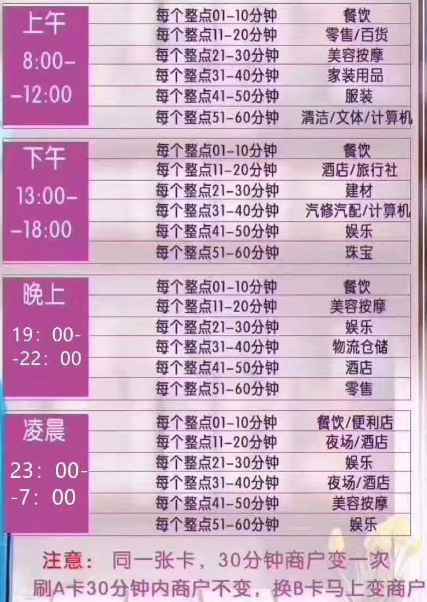 上午
8:00-
-12:00
每个整点01-10分钟 餐饮
每个整点11-20分钟 零售/百货
每个整点21-30分钟 美容按摩
每个整点31-40分钟 家装用品
每个整点41-50分钟 服装
每个整点51-60分钟 清洁/文体/计算机
下午
13:00-
-18:00
每个整点01-10分钟 餐饮
每个整点11-20分钟 酒店/旅行社
每个整点21-30分钟 建材
每个整点31-40分钟 汽修汽配/计算机
每个整点41-50分钟 娱乐
每个整点51-60分钟 珠宝
晚上
19：00-
-22：00
每个整点01-10分钟 餐饮
每个整点11-20分钟 美容按摩
每个整点21-30分钟 娱乐
每个整点31-40分钟 物流仓储
每个整点41-50分钟 酒店
每个整点51-60分钟 零售
凌晨
23：00-
-7：00
每个整点01-10分钟 餐饮/便利店
每个整点11-20分钟 夜场/酒店
每个整点21-30分钟 娱乐
每个整点31-40分钟 夜场/酒店
每个整点41-50分钟 美容按摩
每个整点51-60分钟 娱乐
注意： 同一张卡，30分钟商户变一次
刷A卡30分钟内商户不变，换B卡马上变商户